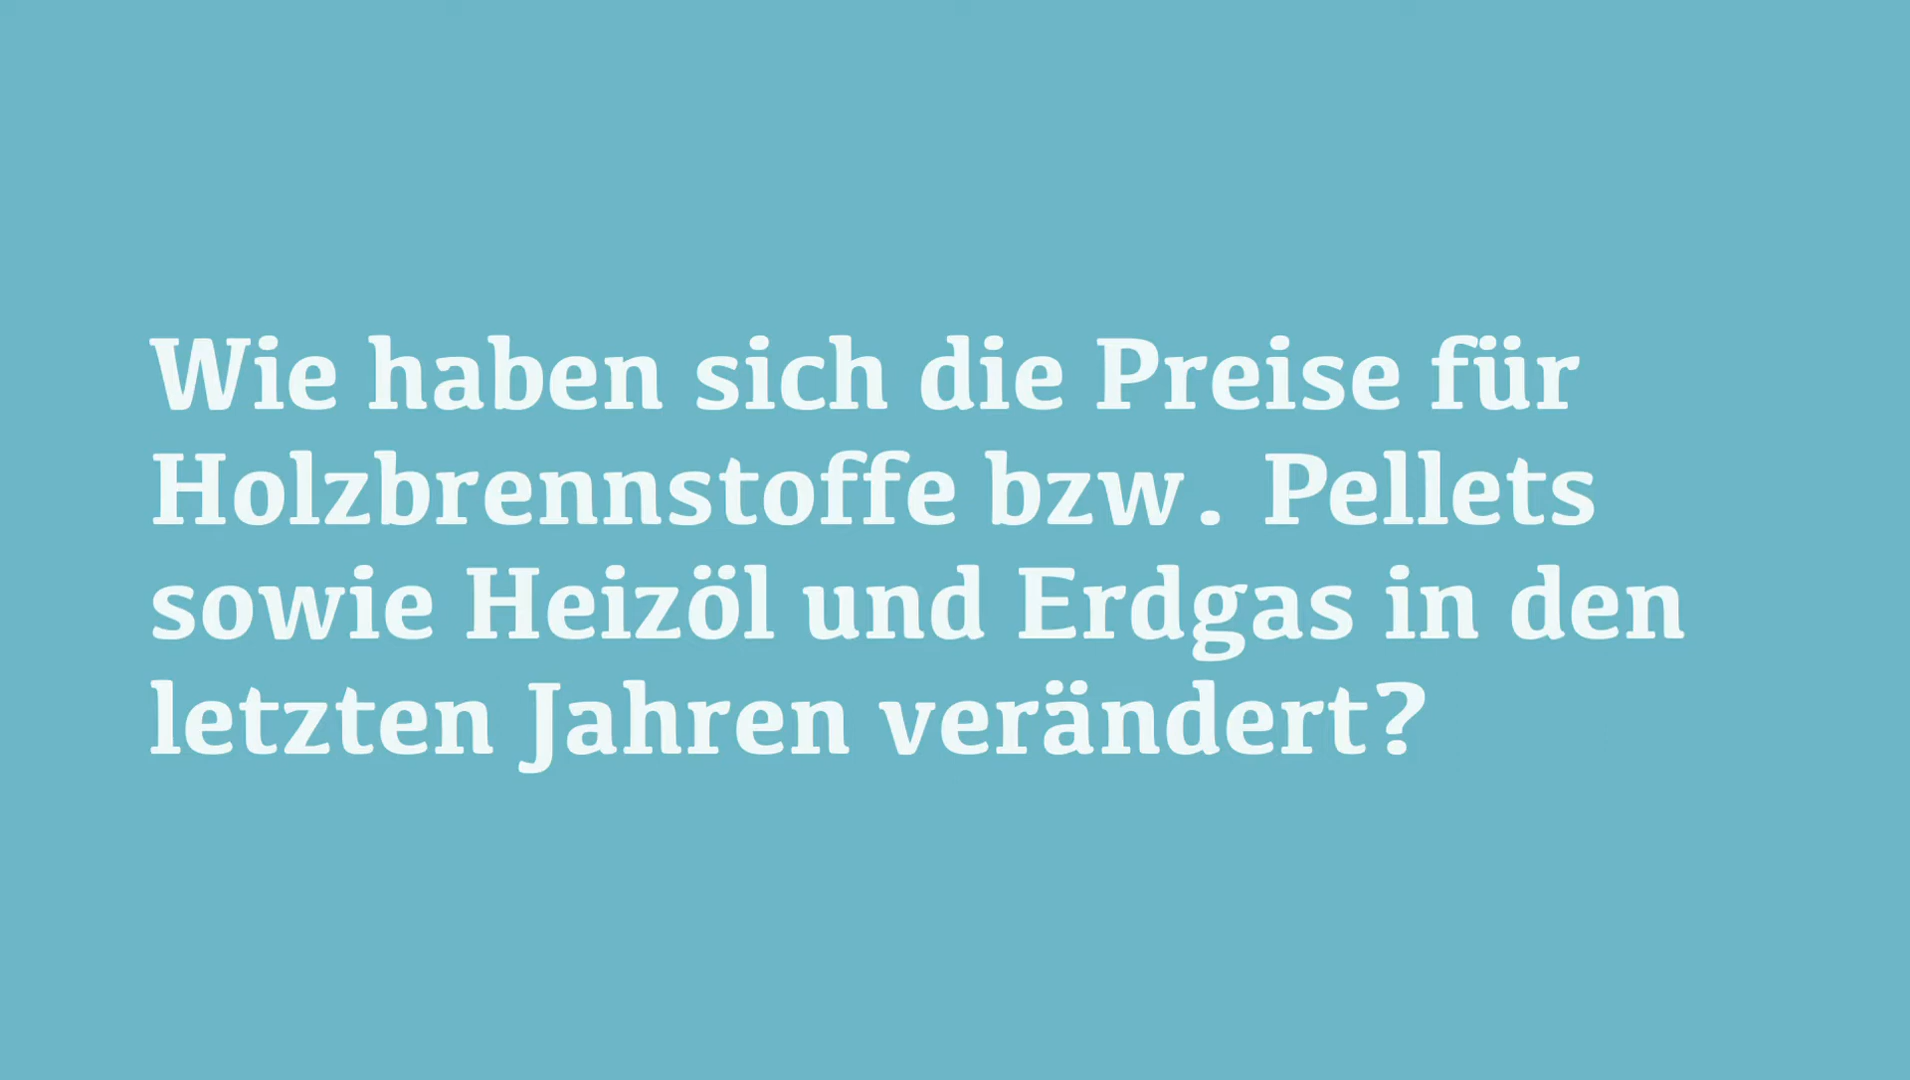 Wie haben sich die Preise für
Holzbrennstoffe bzw. Pellets
sowie Heizöl und Erdgas in den
letzten Jahren verändert?